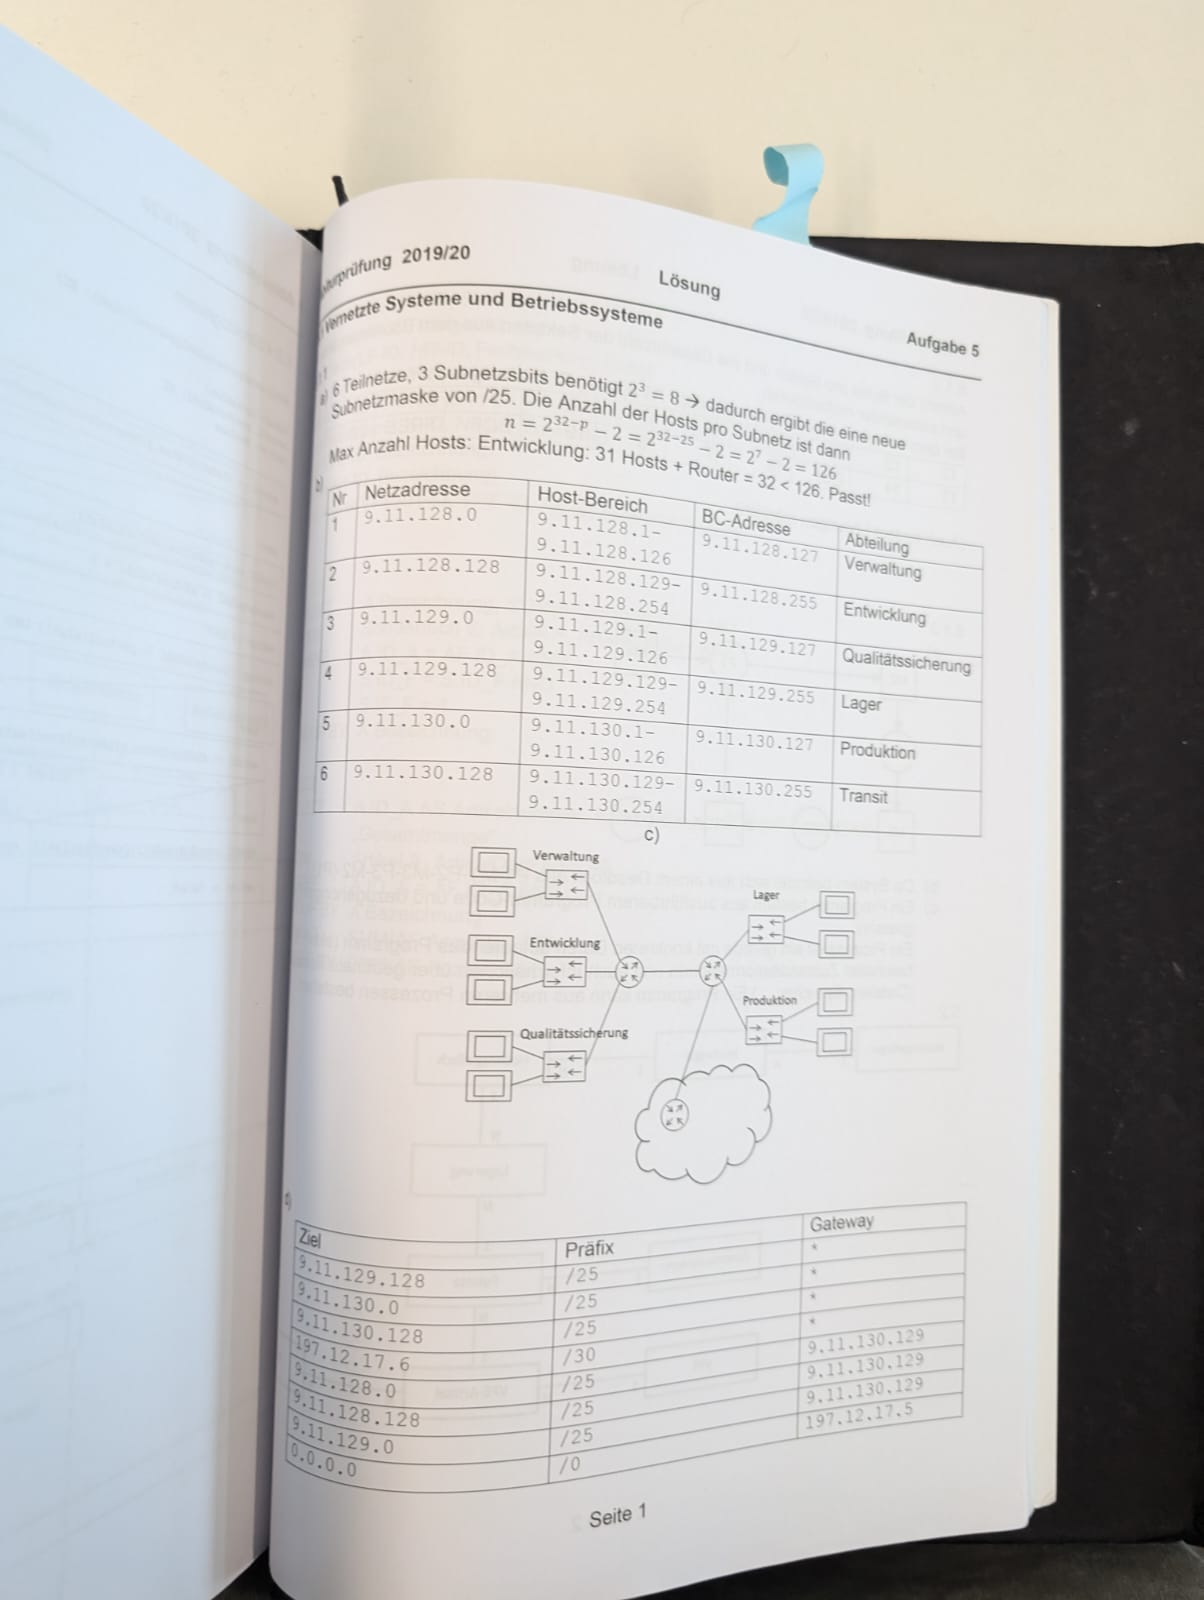 2019/20
Lösung
Aufgabe 5
Vernetzte Systeme und Betriebssysteme
a) 6 Teilnetze, 3 Subnetzsbits benötigt 2³ = 8 → dadurch ergibt die eine neue
Subnetzmaske von /25. Die Anzahl der Hosts pro Subnetz ist dann
n = 2³²⁻ᵖ − 2 = 2³²⁻²⁵ − 2 = 2⁷ − 2 = 126
Max Anzahl Hosts: Entwicklung: 31 Hosts + Router = 32 < 126. Passt!
b)
Nr Netzadresse Host-Bereich BC-Adresse Abteilung
1 9.11.128.0 9.11.128.1- 9.11.128.127 Verwaltung
9.11.128.126
2 9.11.128.128 9.11.128.129- 9.11.128.255 Entwicklung
9.11.128.254
3 9.11.129.0 9.11.129.1- 9.11.129.127 Qualitätssicherung
9.11.129.126
4 9.11.129.128 9.11.129.129- 9.11.129.255 Lager
9.11.129.254
5 9.11.130.0 9.11.130.1- 9.11.130.127 Produktion
9.11.130.126
6 9.11.130.128 9.11.130.129- 9.11.130.255 Transit
9.11.130.254
c)
Verwaltung
Lager
Entwicklung
Produktion
Qualitätssicherung
Ziel Präfix Gateway
9.11.129.128 /25 *
9.11.130.0 /25 *
9.11.130.128 /25 *
197.12.17.6 /30 9.11.130.129
9.11.128.0 /25 9.11.130.129
9.11.128.128 /25 9.11.130.129
9.11.129.0 /25 197.12.17.5
0.0.0.0 /0
Seite 1